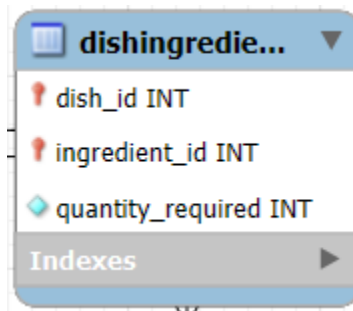 dishingredie...
dish_id INT
ingredient_id INT
quantity_required INT
Indexes